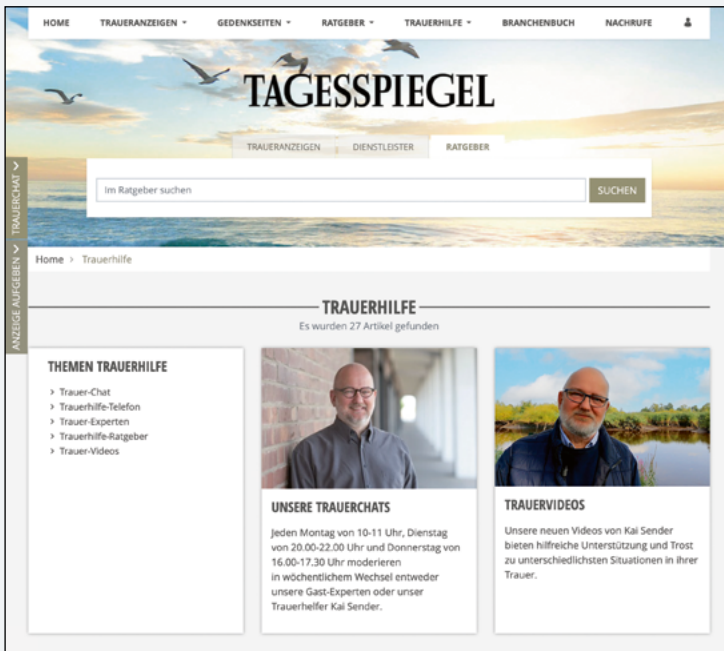 HOME TRAUERANZEIGEN GEDENKSEITEN RATGEBER TRAUERHILFE BRANCHENBUCH NACHRUFE
TAGESSPIEGEL
TRAUERANZEIGEN DIENSTLEISTER RATGEBER
Im Ratgeber suchen SUCHEN
TRAUERCHAT
ANZEIGE AUFGEBEN
Home > Trauerhilfe
TRAUERHILFE
Es wurden 27 Artikel gefunden
THEMEN TRAUERHILFE
> Trauer-Chat
> Trauerhilfe-Telefon
> Trauer-Experten
> Trauerhilfe-Ratgeber
> Trauer-Videos
UNSERE TRAUERCHATS
Jeden Montag von 10-11 Uhr, Dienstag
von 20.00-22.00 Uhr und Donnerstag von
16.00-17.30 Uhr moderieren
in wöchentlichem Wechsel entweder
unsere Gast-Experten oder unser
Trauerhelfer Kai Sender.
TRAUERVIDEOS
Unsere neuen Videos von Kai Sender
bieten hilfreiche Unterstützung und Trost
zu unterschiedlichsten Situationen in ihrer
Trauer.